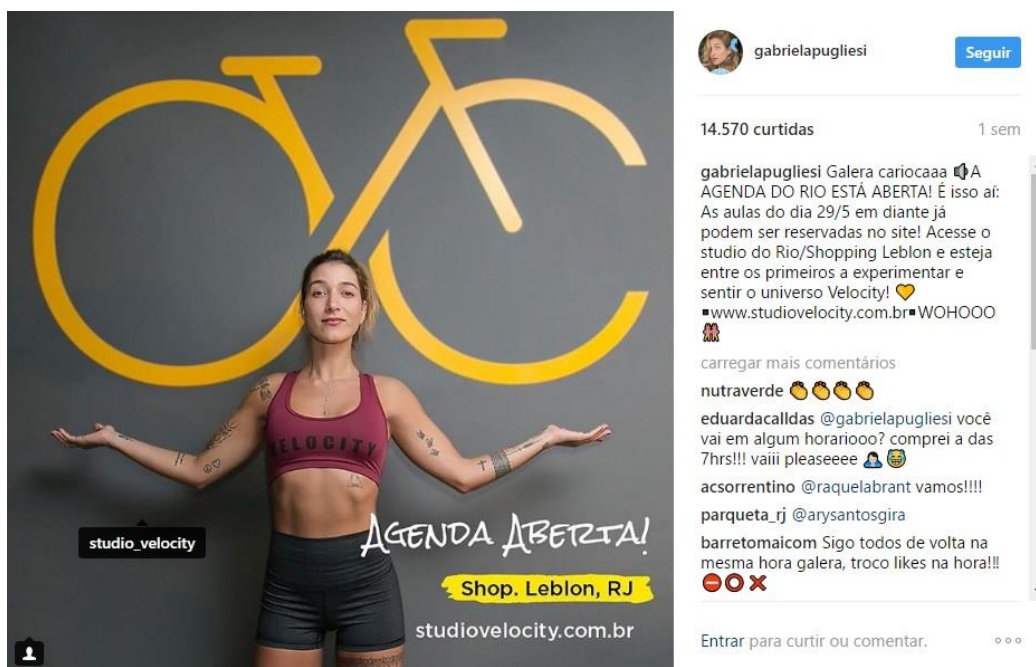 VELOCITY
AGENDA ABERTA!
studio_velocity
Shop. Leblon, RJ
studiovelocity.com.br
gabrielapugliesi
Seguir
14.570 curtidas
1 sem
gabrielapugliesi Galera cariocaaa 🔊A
AGENDA DO RIO ESTÁ ABERTA! É isso aí:
As aulas do dia 29/5 em diante já
podem ser reservadas no site! Acesse o
studio do Rio/Shopping Leblon e esteja
entre os primeiros a experimentar e
sentir o universo Velocity! 💛
▪www.studiovelocity.com.br▪WOHOOO
👯
carregar mais comentários
nutraverde 👏👏👏👏
eduardacalldas @gabrielapugliesi você
vai em algum horariooo? comprei a das
7hrs!!! vaiii pleaseeee 🙏😹
acsorrentino @raquelabrant vamos!!!!
parqueta_rj @arysantosgira
barretomaicom Sigo todos de volta na
mesma hora galera, troco likes na hora!!!
⛔⭕❌
Entrar para curtir ou comentar.